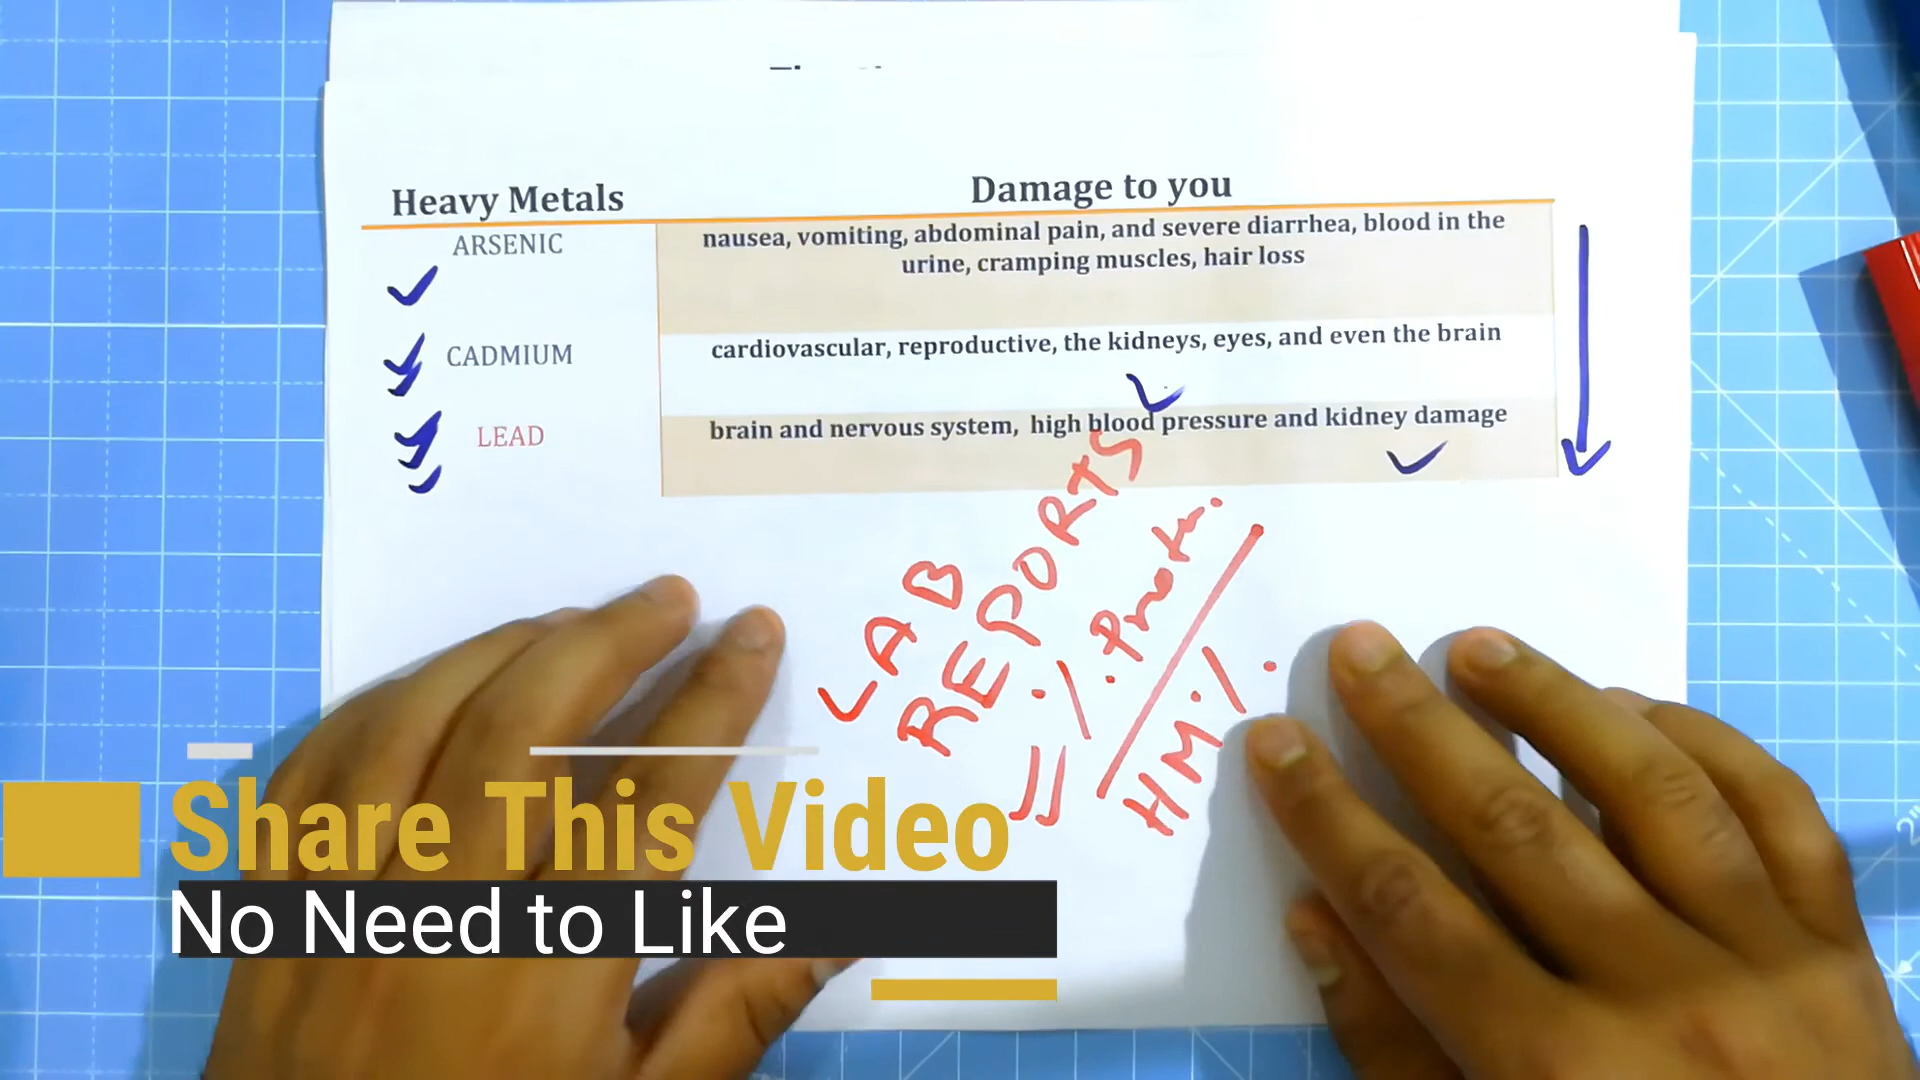 Heavy Metals
Damage to you
ARSENIC
nausea, vomiting, abdominal pain, and severe diarrhea, blood in the
urine, cramping muscles, hair loss
CADMIUM
cardiovascular, reproductive, the kidneys, eyes, and even the brain
LEAD
brain and nervous system, high blood pressure and kidney damage
LAB
REPORTS
HM %.
Share This Video
No Need to Like